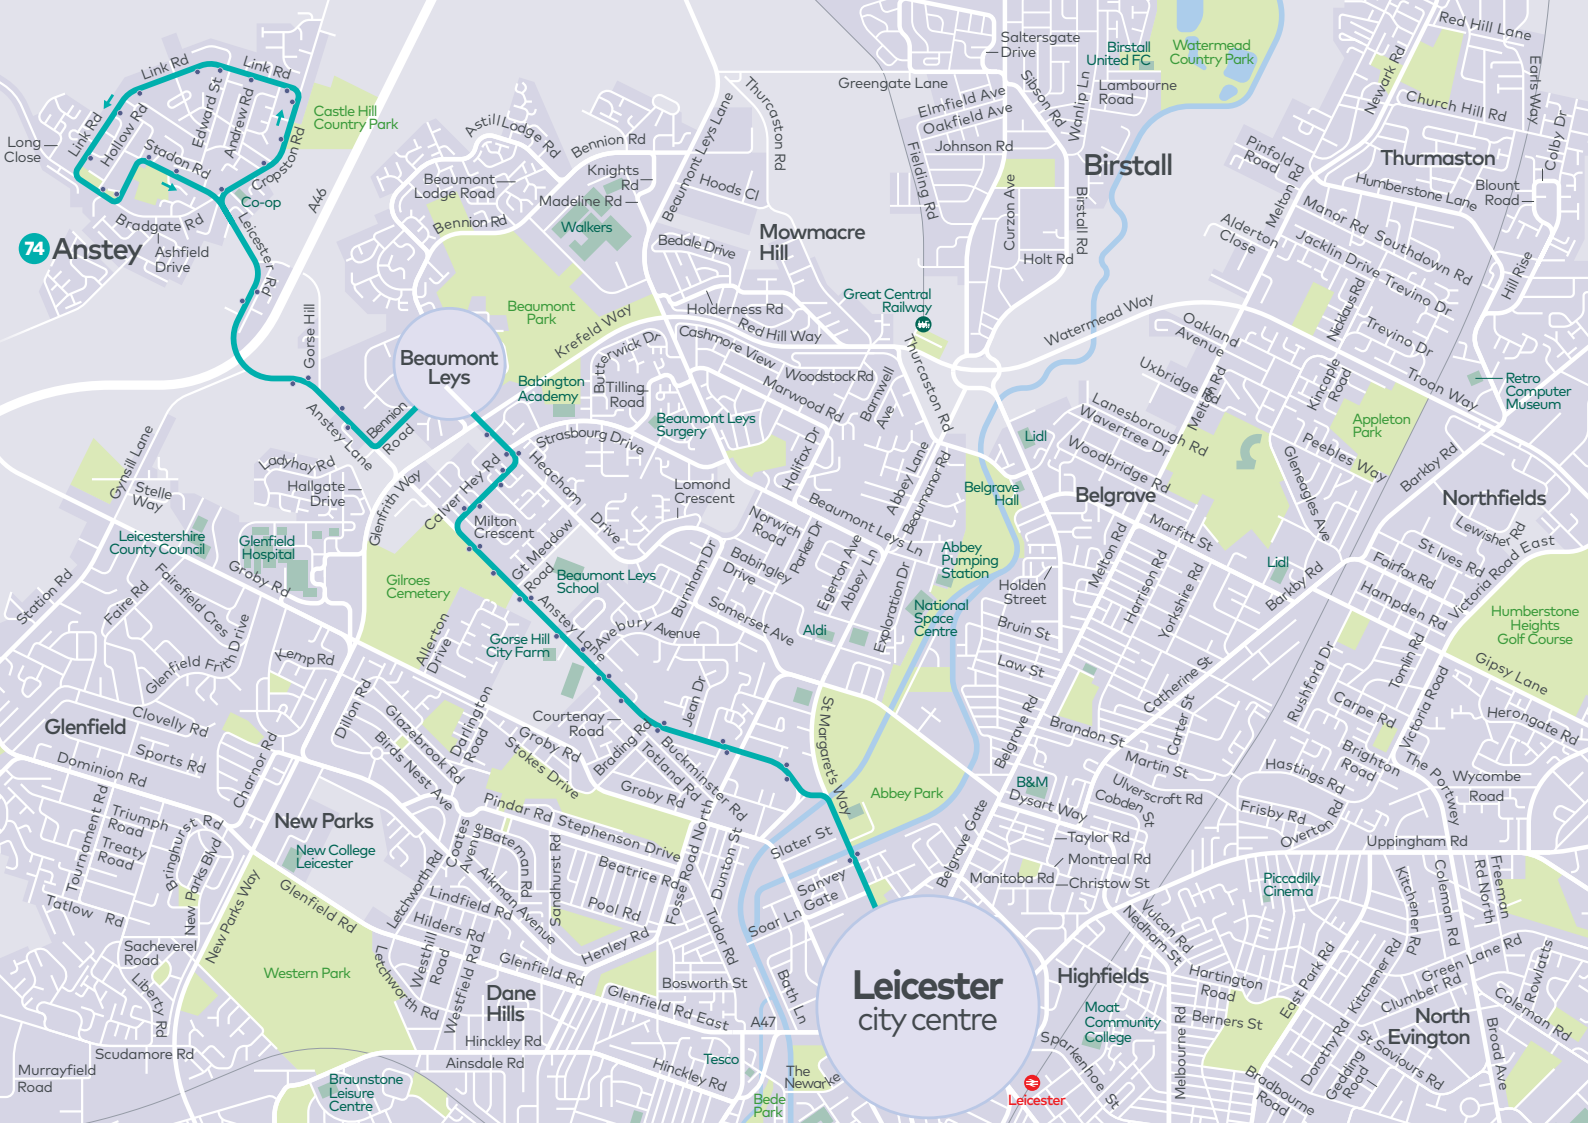 Red Hill Lane
Saltersgate
Drive
Birstall
United FC
Watermead
Country Park
Newark Rd
Earls Way
Link Rd
Link Rd
Greengate Lane
Sibson Rd
Wanlip Ln
Lambourne
Road
Church Hill Rd
Colby Dr
Edward St
Andrew Rd
Castle Hill
Country Park
Thurcaston Rd
Elmfield Ave
Oakfield Ave
Long
Close
Link Rd
Hollow Rd
Stadon Rd
Cropston Rd
Astill Lodge Rd
Bennion Rd
Beaumont Leys Lane
Johnson Rd
Birstall
Pinfold
Road
Thurmaston
Beaumont
Lodge Road
Knights
Rd
Hoods Cl
Fielding Rd
Curzon Ave
Birstall Rd
Melton Rd
Humberstone Lane
Blount
Road
Co-op
A46
Madeline Rd
Walkers
Bradgate Rd
Leicester Rd
Bennion Rd
Mowmacre
Hill
Manor Rd
Southdown Rd
Alderton
Close
Jacklin Drive
Trevino Dr
74
Anstey
Ashfield
Drive
Bedale Drive
Holt Rd
Hill Rise
Gorse Hill
Beaumont
Park
Holderness Rd
Great Central
Railway
Watermead Way
Nicklaus Rd
Krefeld Way
Red Hill Way
Oakland
Avenue
Trevino Dr
Cashmore View
Thurcaston Rd
Beaumont
Leys
Butterwick Dr
Woodstock Rd
Uxbridge Rd
Melton Rd
Kincaple
Road
Troan Way
Retro
Computer
Museum
Babington
Academy
Tilling
Road
Marwood Rd
Barnwell
Ave
Anstey Lane
Bennion
Road
Beaumont Leys
Surgery
Lanesborough Rd
Wavertree Dr
Woodbridge Rd
Appleton
Park
Gynsill Lane
Strasbourg Drive
Halifax Dr
Abbey Lane
Beaumanor Rd
Lidl
Peebles Way
Gleneagles Ave
Barkby Rd
Ladyhay Rd
Hallgate
Drive
Glenfrith Way
Calver Hey Rd
Heacham
Drive
Lomond
Crescent
Belgrave
Hall
Belgrave
Northfields
Stelle
Way
Milton
Crescent
Norwich
Road
Beaumont Leys Ln
Parker Dr
Marfitt St
Lewisher Rd
Leicestershire
County Council
Glenfield
Hospital
Gt Meadow
Road
Babingley
Drive
Abbey
Pumping
Station
Melton Rd
Lidl
St Ives Rd
Victoria Road East
Fairfax Rd
Groby Rd
Gilroes
Cemetery
Beaumont Leys
School
Burnham Dr
Egerton Ave
Abbey Ln
Holden
Street
Harrison Rd
Yorkshire Rd
Barkby Rd
Hampden Rd
Station Rd
Faire Rd
Fairefield Cres
Anstey Lane
Somerset Ave
Exploration Dr
National
Space
Centre
Humberstone
Heights
Golf Course
Glenfield Frith Drive
Kemp Rd
Allerton
Drive
Gorse Hill
City Farm
Avebury Avenue
Aldi
Bruin St
Law St
Catherine St
Rushford Dr
Tomlin Rd
Gipsy Lane
Glenfield
Clovelly Rd
Dillon Rd
Glazebrook Rd
Darlington
Road
Courtenay
Road
Jean Dr
St Margaret's Way
Belgrave Rd
Brandon St
Carter St
Carpe Rd
Victoria Road
Herongate Rd
Sports Rd
Dominion Rd
Charnor Rd
Birds Nest Ave
Groby Rd
Stokes Drive
Brading Rd
Totland Rd
Buckminster Rd
Groby Rd
Abbey Park
B&M
Martin St
Ulverscroft Rd
Cobden St
Dysart Way
Hastings Rd
Brighton
Road
The Portwey
Wycombe
Road
Tournament Rd
Triumph
Road
Treaty
Road
Bringhurst Rd
New Parks Blvd
New Parks
New College
Leicester
Pindar Rd
Stephenson Drive
Coates
Avenue
Bateman Rd
Sandhurst Rd
Beatrice Rd
Fosse Road North
Dunton St
Slater St
Belgrave Gate
Taylor Rd
Montreal Rd
Manitoba Rd
Christow St
Frisby Rd
Overton Rd
Uppingham Rd
Tatlow Rd
New Parks Way
Glenfield Rd
Letchworth Rd
Lindfield Rd
Aikman Avenue
Pool Rd
Sanvey
Soar Ln Gate
Piccadilly
Cinema
Kitchener Rd
Coleman Rd
Freeman
Rd North
Sacheverel
Road
Liberty Rd
Western Park
Letchworth Rd
Hilders Rd
Westhill
Road
Westfield Rd
Henley Rd
Glenfield Rd
Tudor Rd
Vulcan Rd
Nedham St
Dane
Hills
Glenfield Rd East
Bosworth St
Bath Ln
A47
Leicester
city centre
Highfields
Moat
Community
College
Hartington
Road
Berners St
East Park Rd
Kitchener Rd
Green Lane Rd
Clumber Rd
Rowlatts
Coleman Rd
North
Evington
Scudamore Rd
Murrayfield
Road
Hinckley Rd
Ainsdale Rd
Braunstone
Leisure
Centre
Hinckley Rd
Tesco
The
Newarke
Bede
Park
Leicester
Sparkenhoe St
Melbourne Rd
Dorothy Rd
St Saviours Rd
Gedding
Road
Bradbourne
Road
Broad Ave